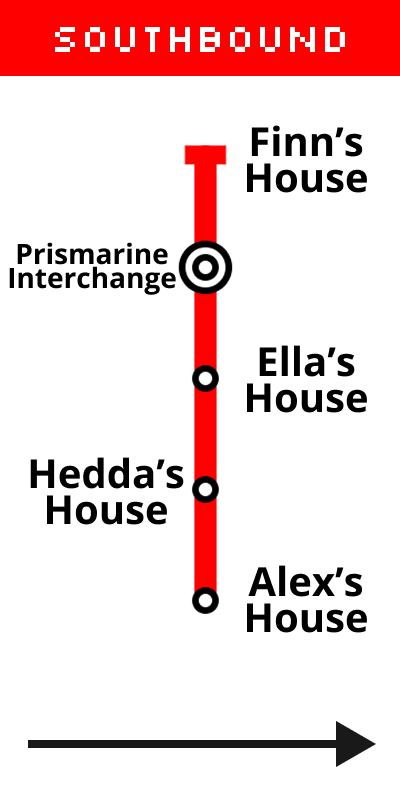 SOUTHBOUND
Finn’s
House
Prismarine
Interchange
Ella’s
House
Hedda’s
House
Alex’s
House